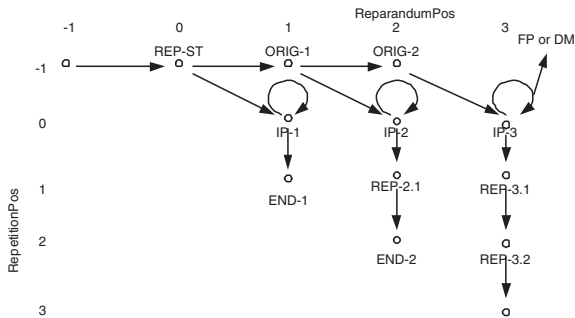 ReparandumPos
-1 0 1 2 3
FP or DM
REP-ST ORIG-1 ORIG-2
-1
0
IP-1 IP-2 IP-3
1
REP-2.1 REP-3.1
END-1
RepetitionPos
2
END-2 REP-3.2
3